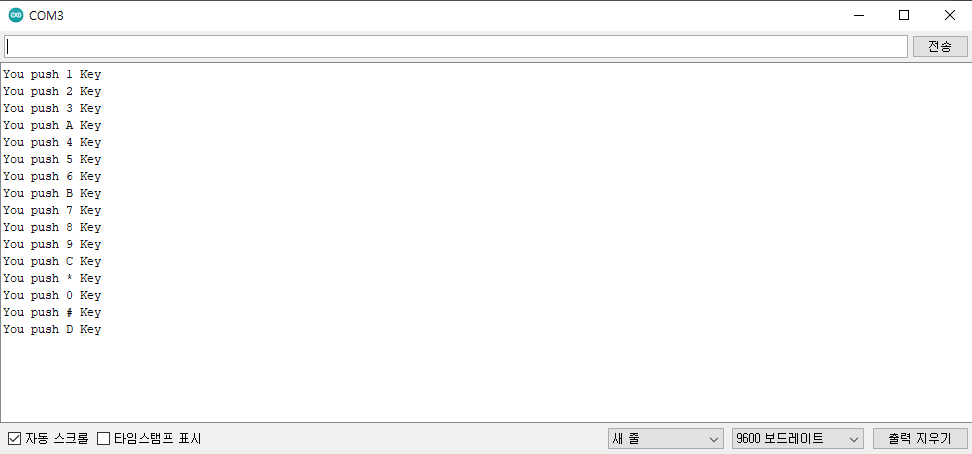 COM3
전송
You push 1 Key
You push 2 Key
You push 3 Key
You push A Key
You push 4 Key
You push 5 Key
You push 6 Key
You push B Key
You push 7 Key
You push 8 Key
You push 9 Key
You push C Key
You push * Key
You push 0 Key
You push # Key
You push D Key
자동 스크롤 타임스탬프 표시 새 줄 9600 보드레이트 출력 지우기